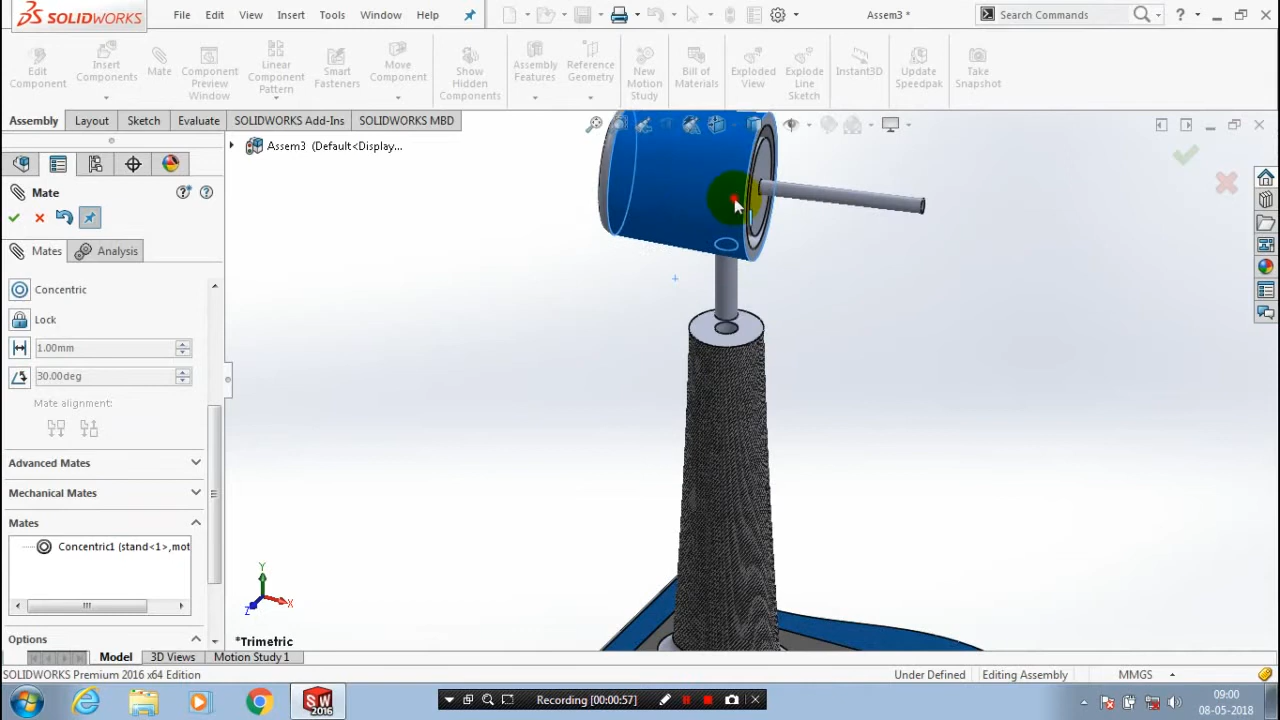 SOLIDWORKS File Edit View Insert Tools Window Help Assem3 * Search Commands
Edit Component
Insert Components
Mate
Component Preview Window
Linear Component Pattern
Smart Fasteners
Move Component
Show Hidden Components
Assembly Features
Reference Geometry
New Motion Study
Bill of Materials
Exploded View
Explode Line Sketch
Instant3D
Update Speedpak
Take Snapshot
Assembly Layout Sketch Evaluate SOLIDWORKS Add-Ins SOLIDWORKS MBD
Assem3 (Default<Display...
Mate
Mates Analysis
Concentric
Lock
1.00mm
30.00deg
Mate alignment:
Advanced Mates
Mechanical Mates
Mates
Concentric1 (stand<1>,mot
Options
Y
X
Z
*Trimetric
Model 3D Views Motion Study 1
SOLIDWORKS Premium 2016 x64 Edition Under Defined Editing Assembly MMGS
SW 2016
Recording [00:00:57]
09:00
08-05-2018